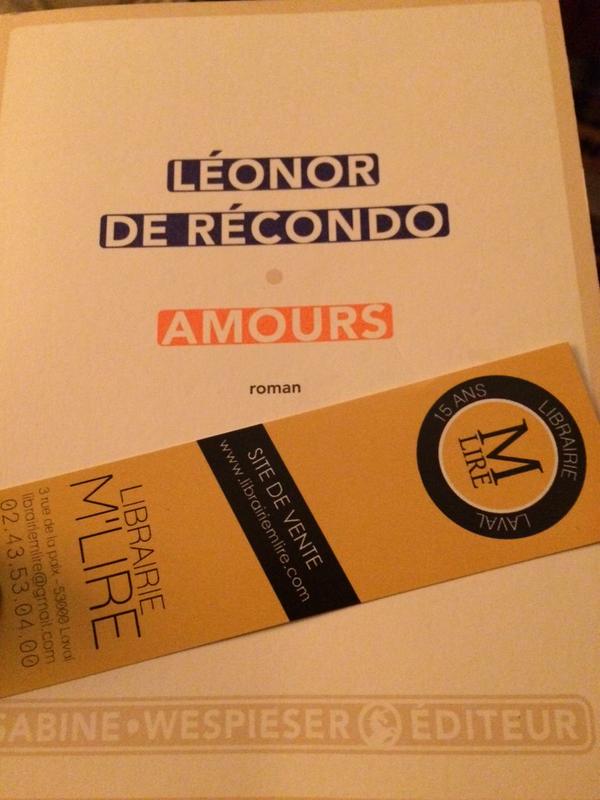 LÉONOR
DE RÉCONDO
AMOURS
roman
15 ANS
LIBRAIRIE
M
LIRE
LAVAL
SITE DE VENTE
www.librairiemlire.com
LIBRAIRIE
M'LIRE
3 rue de la paix - 53000 Laval
librairiemlire@gmail.com
02.43.53.04.00
SABINE•WESPIESER ÉDITEUR